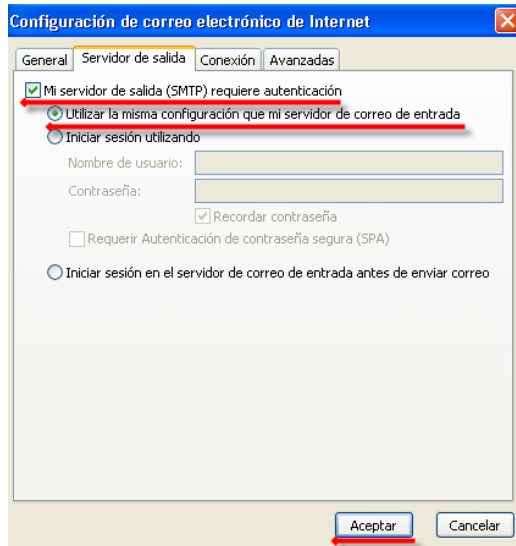 Configuración de correo electrónico de Internet
General Servidor de salida Conexión Avanzadas
Mi servidor de salida (SMTP) requiere autenticación
Utilizar la misma configuración que mi servidor de correo de entrada
Iniciar sesión utilizando
Nombre de usuario:
Contraseña:
Recordar contraseña
Requerir Autenticación de contraseña segura (SPA)
Iniciar sesión en el servidor de correo de entrada antes de enviar correo
Aceptar Cancelar